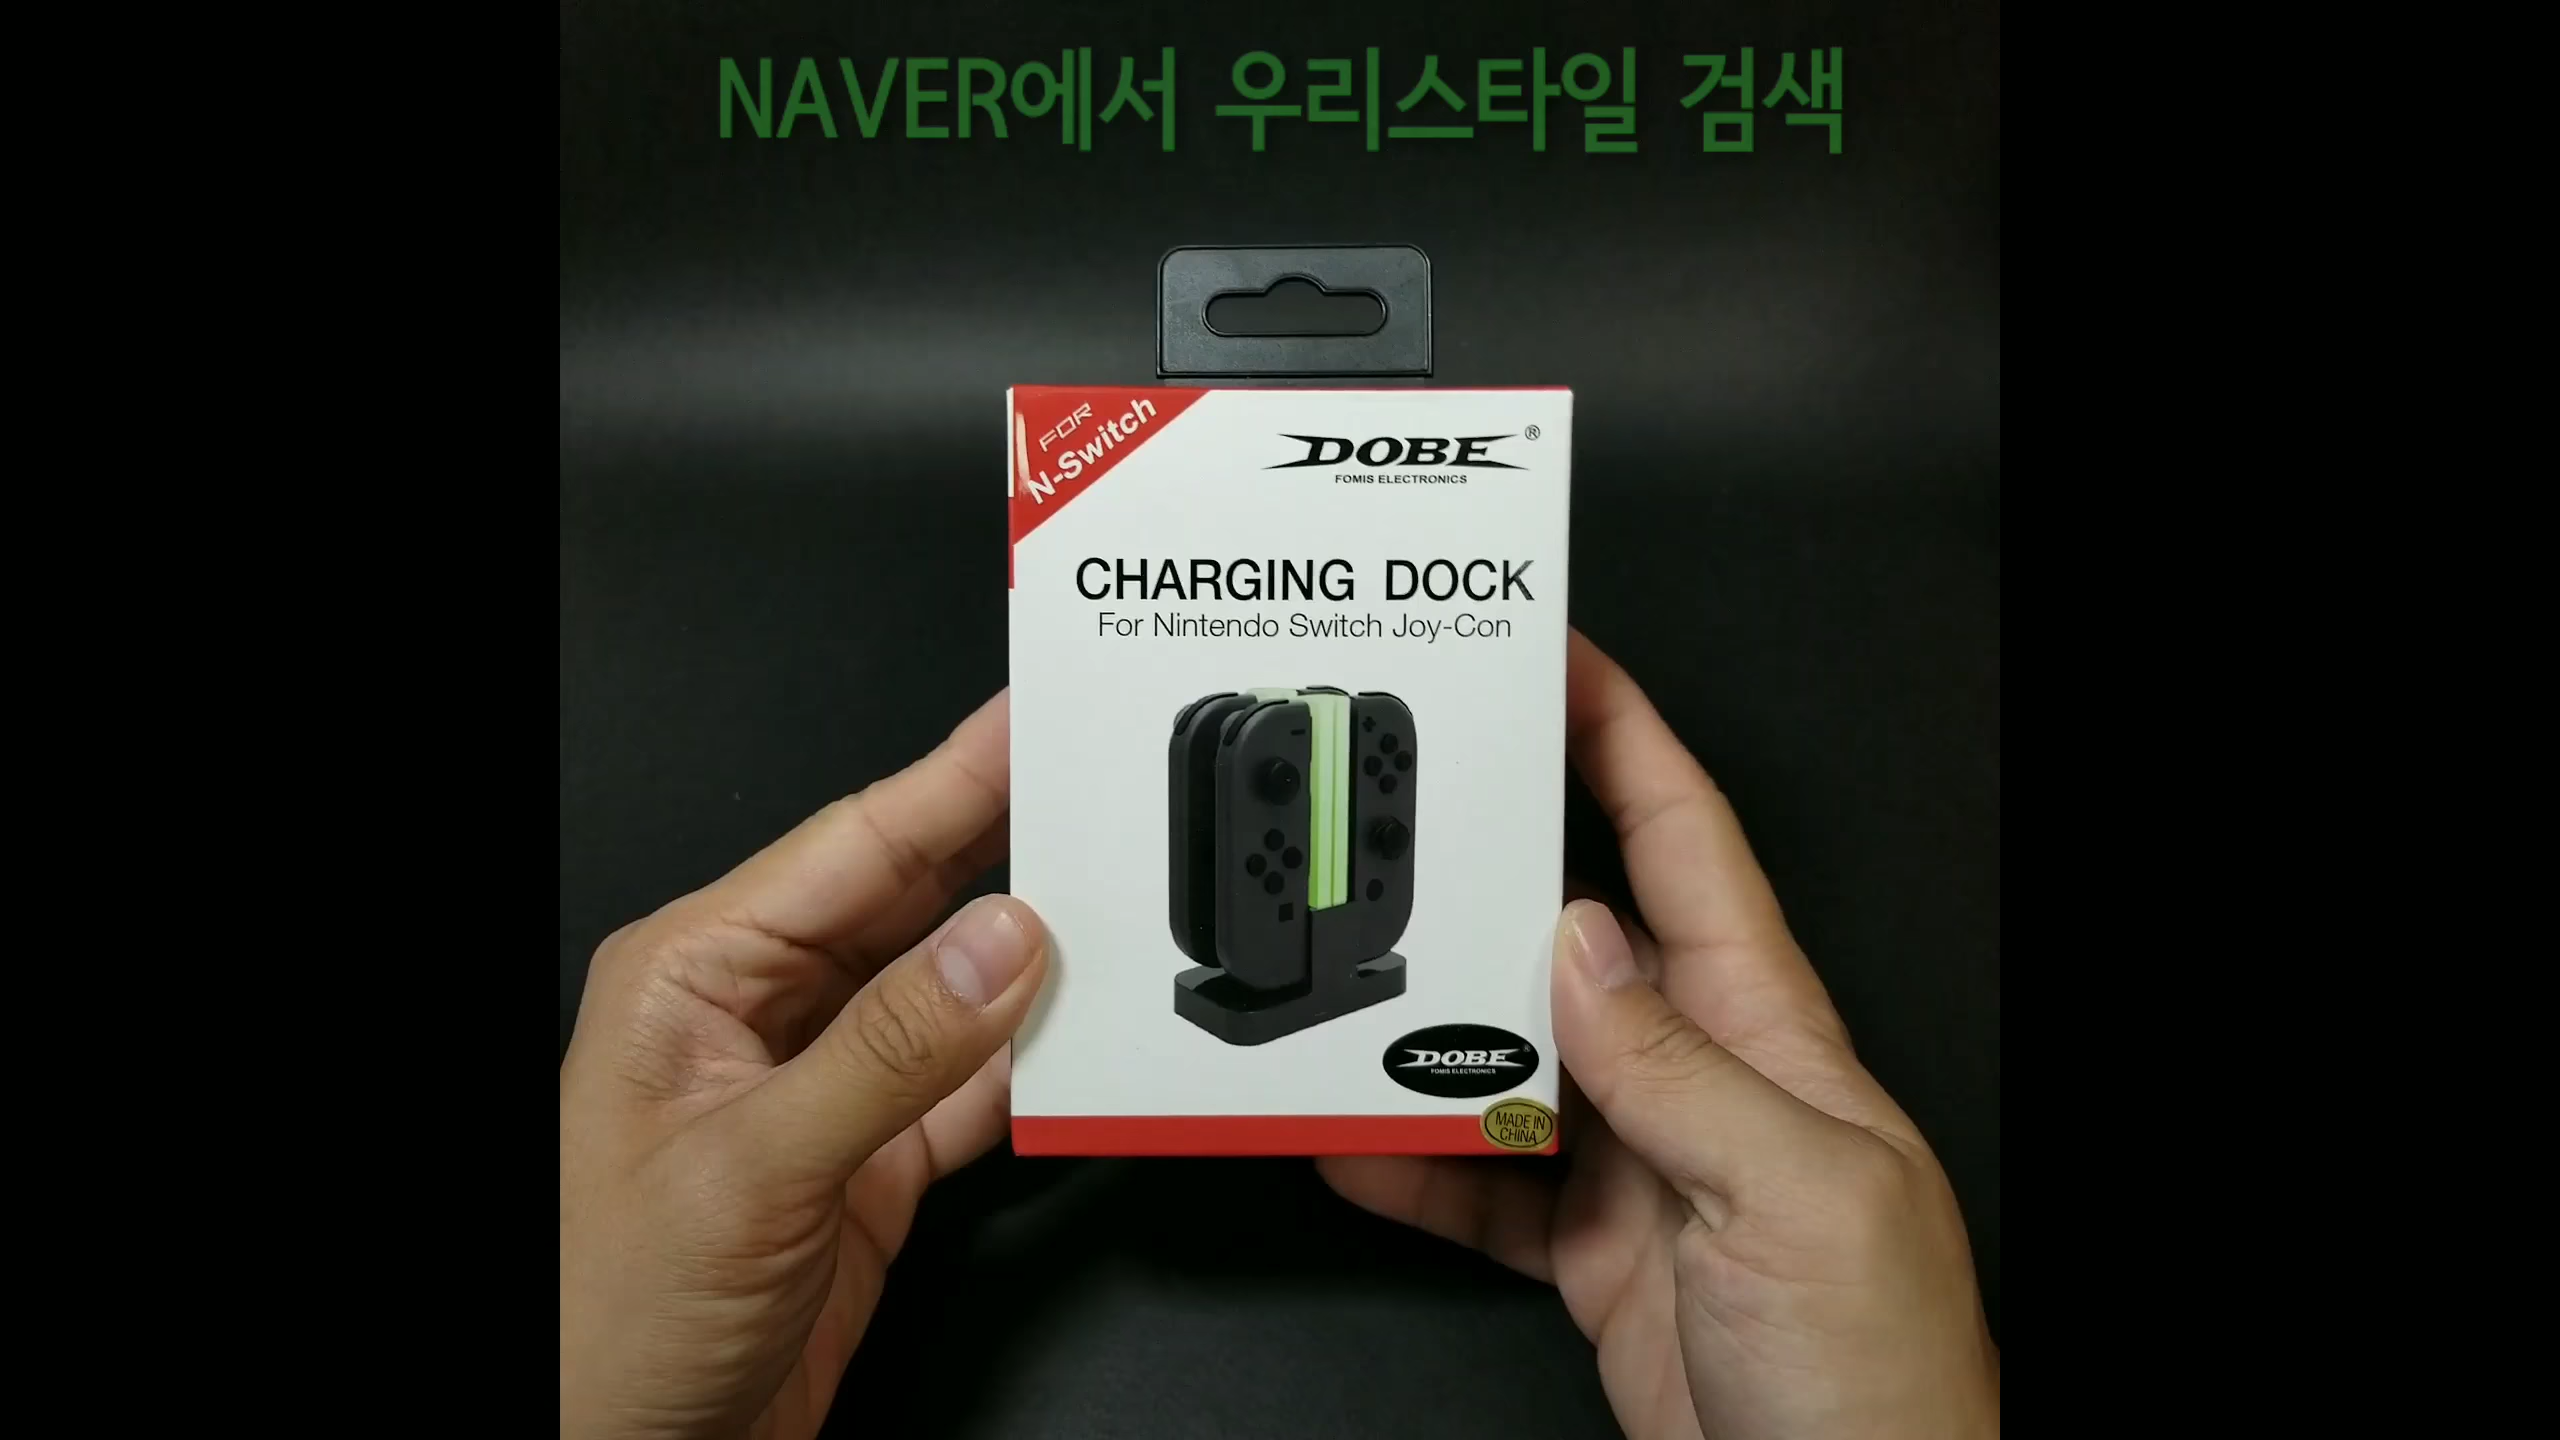 NAVER에서 우리스타일 검색
FOR
N-Switch
DOBE®
FOMIS ELECTRONICS
CHARGING DOCK
For Nintendo Switch Joy-Con
DOBE®
FOMIS ELECTRONICS
MADE IN
CHINA